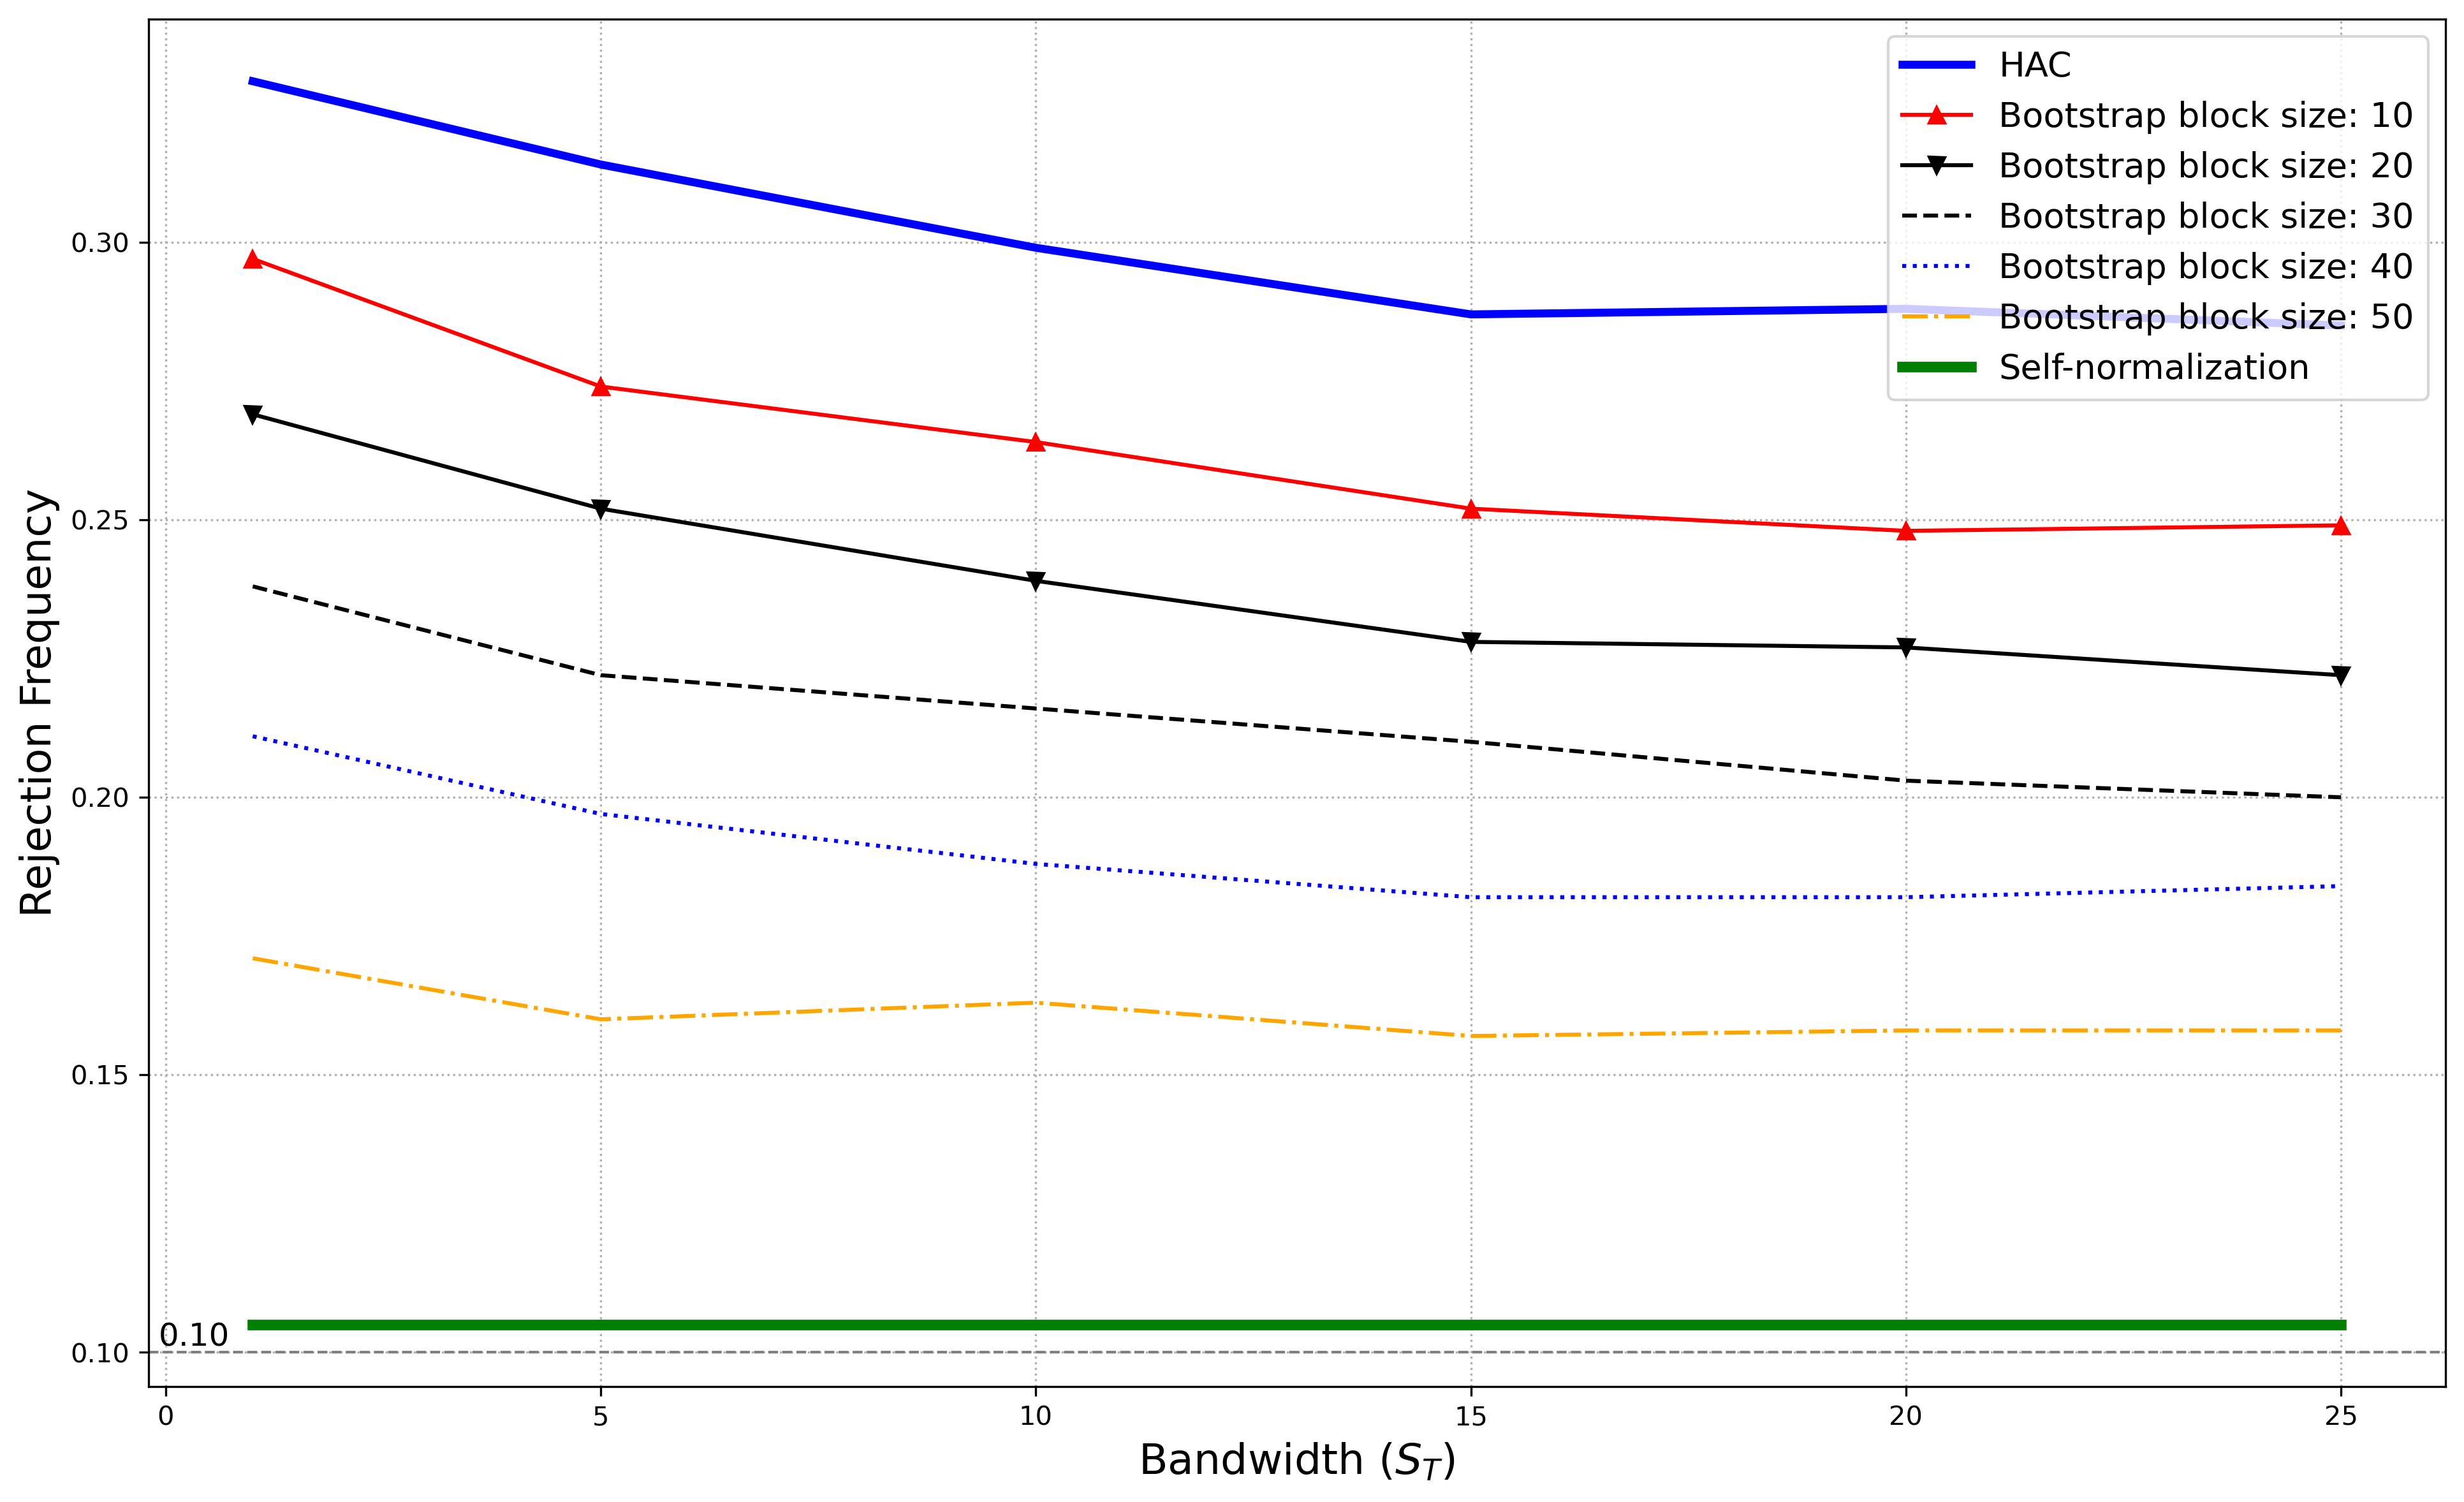 HAC
Bootstrap block size: 10
Bootstrap block size: 20
Bootstrap block size: 30
Bootstrap block size: 40
Bootstrap block size: 50
Self-normalization
Rejection Frequency
0.30
0.25
0.20
0.15
0.10
0.10
0 5 10 15 20 25
Bandwidth (S_T)